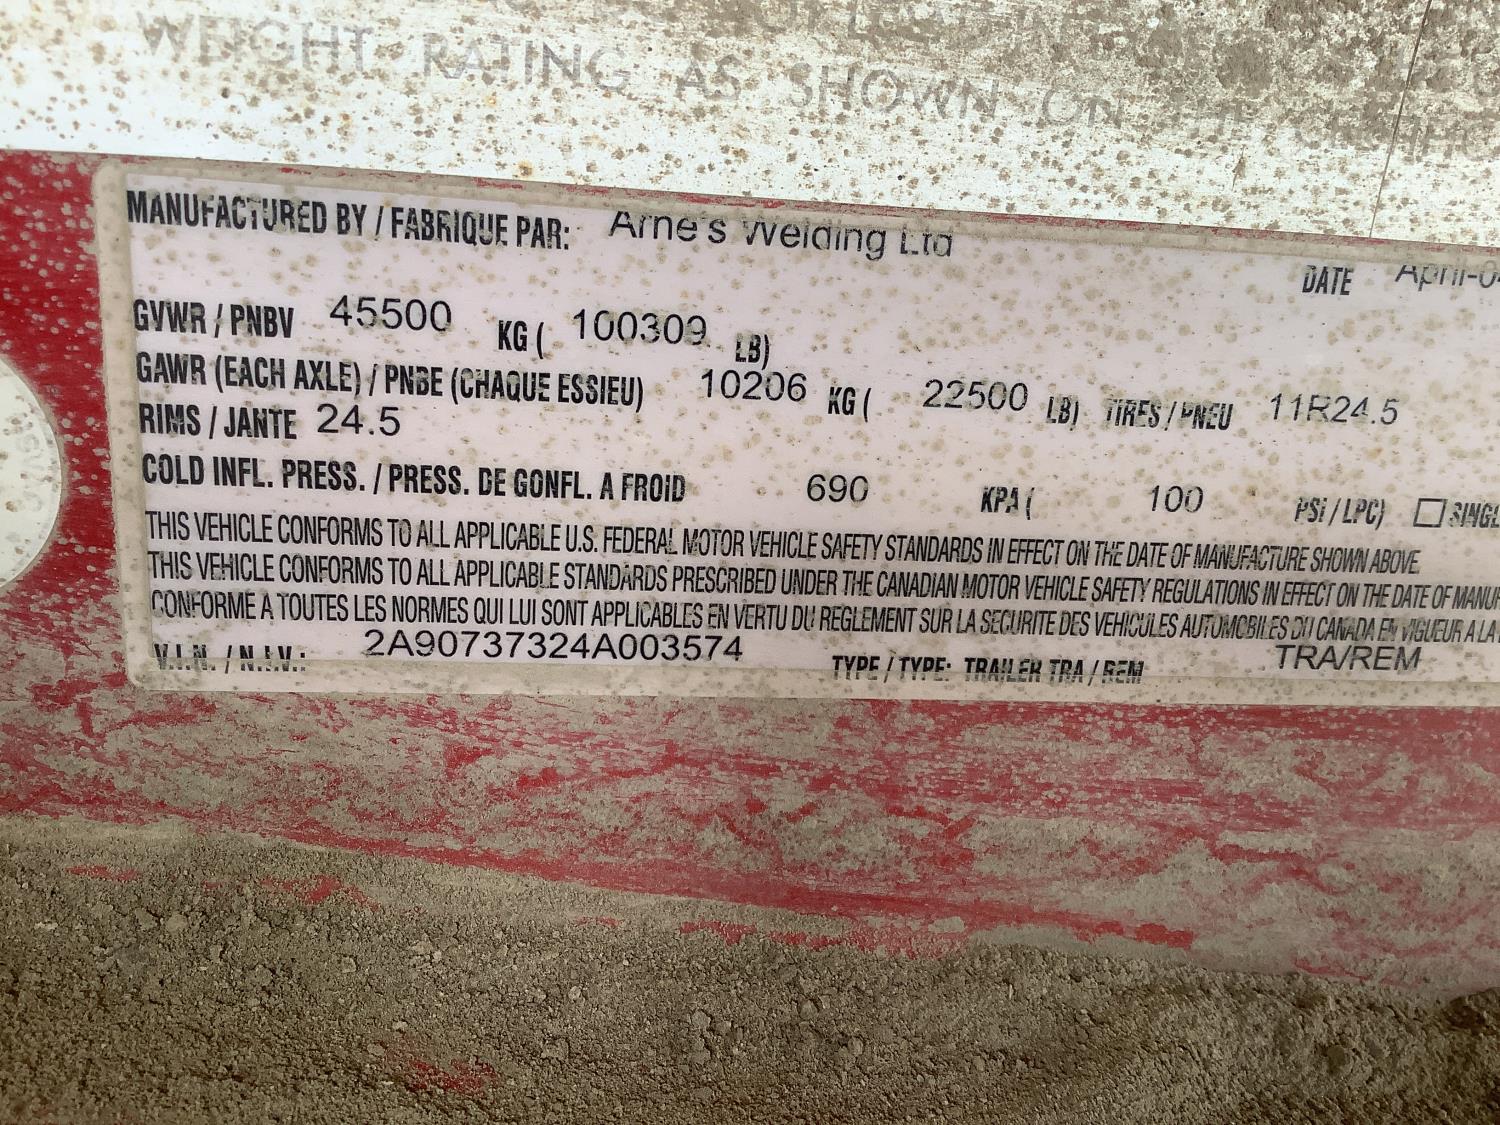 WEIGHT RATING AS SHOWN ON
MANUFACTURED BY / FABRIQUE PAR: Arne's Welding Ltd
DATE April-0
GVWR / PNBV 45500 KG ( 100309 LB)
GAWR (EACH AXLE) / PNBE (CHAQUE ESSIEU) 10206 KG ( 22500 LB) TIRES / PNEU 11R24.5
RIMS / JANTE 24.5
COLD INFL. PRESS. / PRESS. DE GONFL. A FROID 690 KPA ( 100 PSI / LPC) SINGL
THIS VEHICLE CONFORMS TO ALL APPLICABLE U.S. FEDERAL MOTOR VEHICLE SAFETY STANDARDS IN EFFECT ON THE DATE OF MANUFACTURE SHOWN ABOVE.
THIS VEHICLE CONFORMS TO ALL APPLICABLE STANDARDS PRESCRIBED UNDER THE CANADIAN MOTOR VEHICLE SAFETY REGULATIONS IN EFFECT ON THE DATE OF MANUF
CONFORME A TOUTES LES NORMES QUI LUI SONT APPLICABLES EN VERTU DU REGLEMENT SUR LA SECURITE DES VEHICULES AUTOMOBILES DU CANADA EN VIGUEUR A LA
V.I.N. / N.I.V.: 2A90737324A003574 TYPE / TYPE: TRAILER TRA / REM TRA/REM